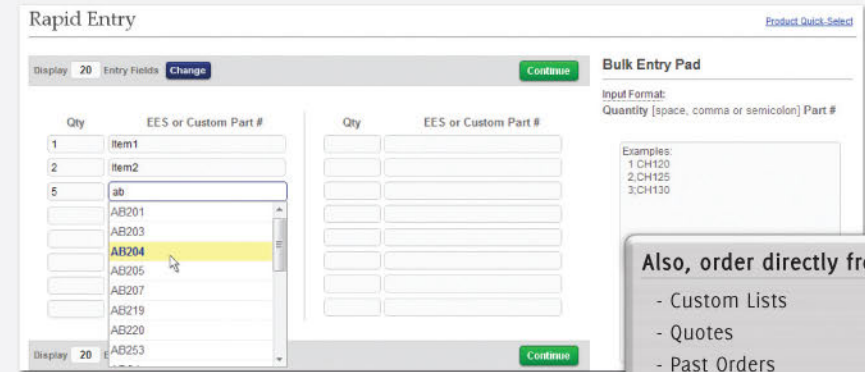 Rapid Entry
Product Quick-Select
Display 20 Entry Fields Change
Continue
Qty EES or Custom Part #
Qty EES or Custom Part #
1 Item1
2 Item2
5 ab
AB201
AB203
AB204
AB205
AB207
AB219
AB220
AB253
Display 20
Continue
Bulk Entry Pad
Input Format:
Quantity [space, comma or semicolon] Part #
Examples:
1 CH120
2,CH125
3;CH130
Also, order directly fr
- Custom Lists
- Quotes
- Past Orders